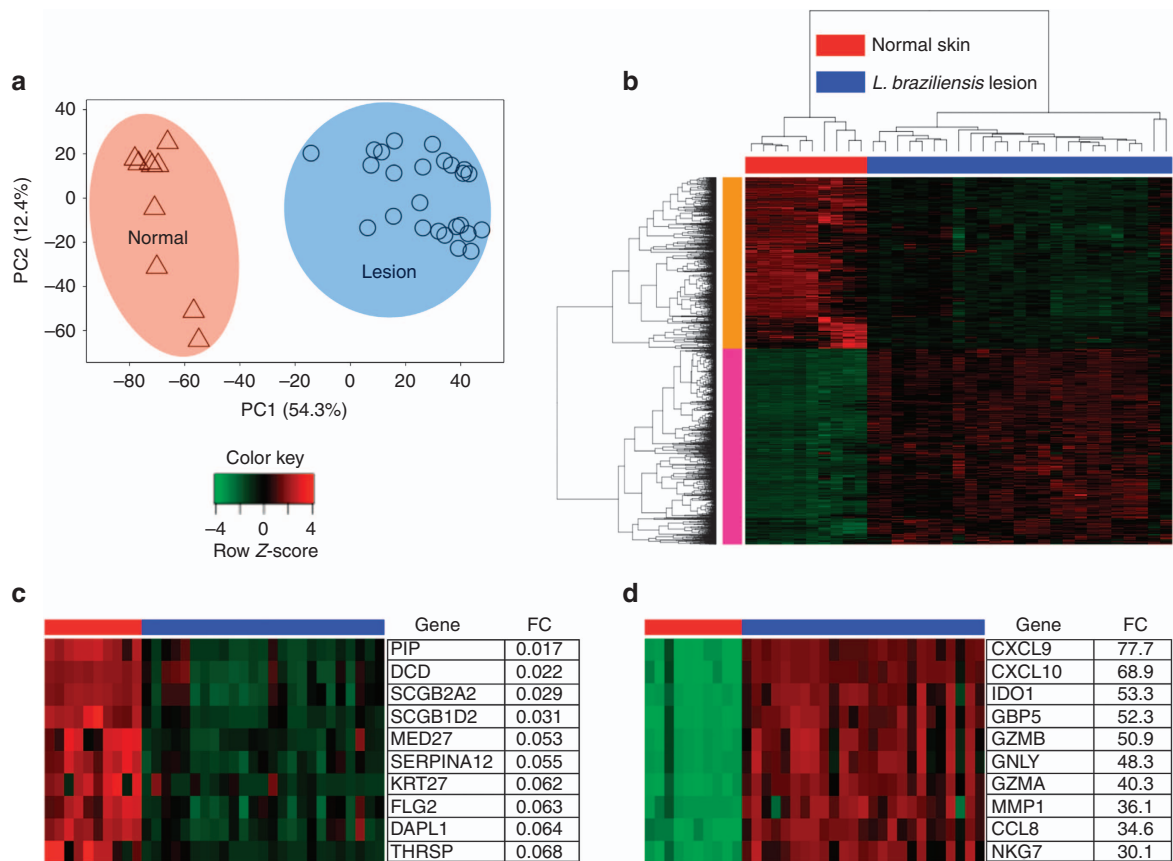 a
40
20
0
−20
−40
−60
PC2 (12.4%)
Normal
Lesion
−80 −60 −40 −20 0 20 40
PC1 (54.3%)
Color key
−4 0 4
Row Z-score
b
Normal skin
L. braziliensis lesion
c
Gene FC
PIP 0.017
DCD 0.022
SCGB2A2 0.029
SCGB1D2 0.031
MED27 0.053
SERPINA12 0.055
KRT27 0.062
FLG2 0.063
DAPL1 0.064
THRSP 0.068
d
Gene FC
CXCL9 77.7
CXCL10 68.9
IDO1 53.3
GBP5 52.3
GZMB 50.9
GNLY 48.3
GZMA 40.3
MMP1 36.1
CCL8 34.6
NKG7 30.1